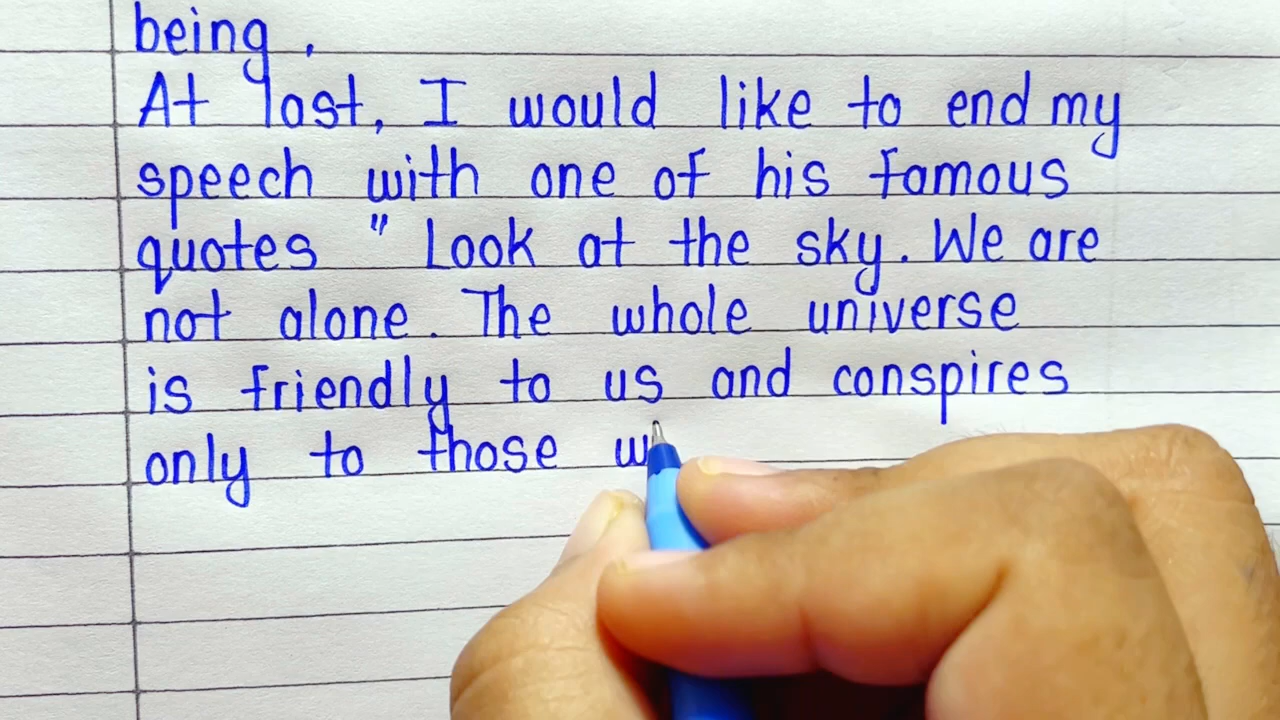 being.
At last, I would like to end my
speech with one of his famous
quotes " Look at the sky. We are
not alone. The whole universe
is friendly to us and conspires
only to those w